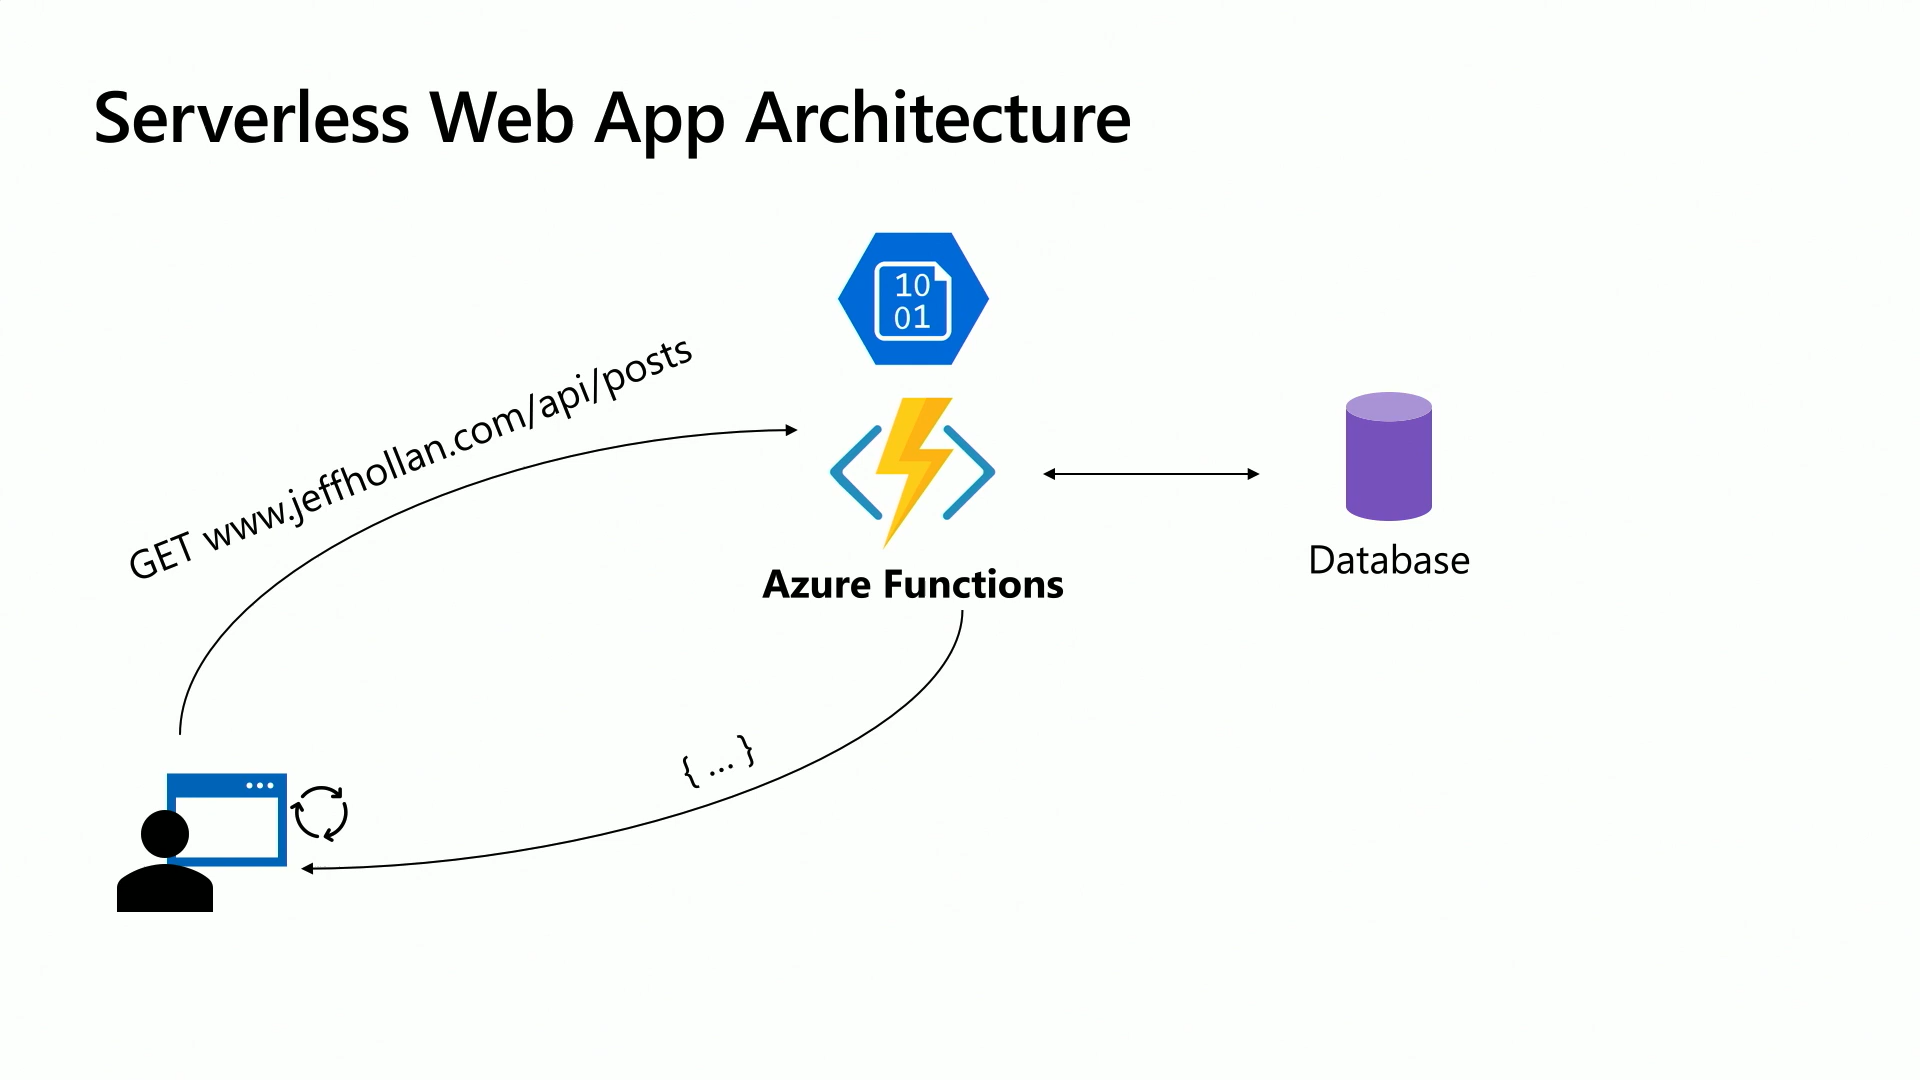 Serverless Web App Architecture
10
01
GET www.jeffhollan.com/api/posts
Azure Functions
Database
{ ... }